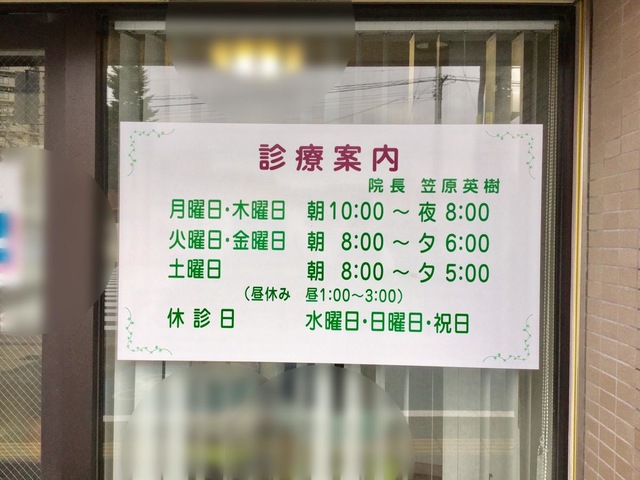 診療案内
院長 笠原英樹
月曜日・木曜日 朝10:00 ～ 夜 8:00
火曜日・金曜日 朝 8:00 ～ 夕 6:00
土曜日 朝 8:00 ～ 夕 5:00
(昼休み 昼1:00～3:00)
休診日 水曜日・日曜日・祝日